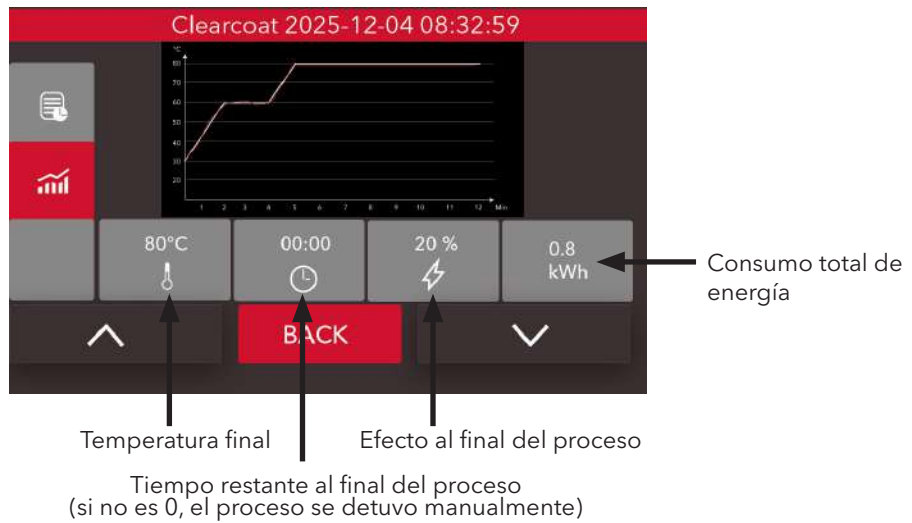 Clearcoat 2025-12-04 08:32:59
°C
80
70
60
50
40
30
20
1 2 3 4 5 6 7 8 9 10 11 12 Min
80°C 00:00 20 % 0.8
kWh
Consumo total de
energía
BACK
Temperatura final Efecto al final del proceso
Tiempo restante al final del proceso
(si no es 0, el proceso se detuvo manualmente)